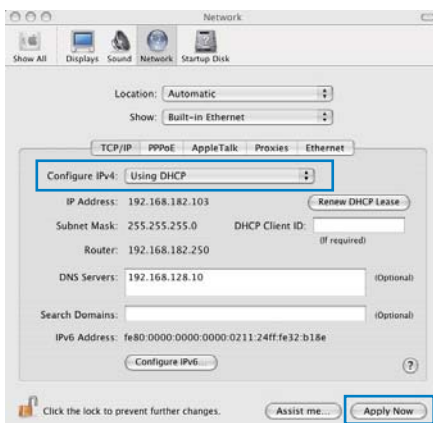 Network
Show All Displays Sound Network Startup Disk
Location: Automatic
Show: Built-in Ethernet
TCP/IP PPPoE AppleTalk Proxies Ethernet
Configure IPv4: Using DHCP
IP Address: 192.168.182.103 Renew DHCP Lease
Subnet Mask: 255.255.255.0 DHCP Client ID:
(If required)
Router: 192.168.182.250
DNS Servers: 192.168.128.10 (Optional)
Search Domains: (Optional)
IPv6 Address: fe80:0000:0000:0000:0211:24ff:fe32:b18e
Configure IPv6... ?
Click the lock to prevent further changes. Assist me... Apply Now